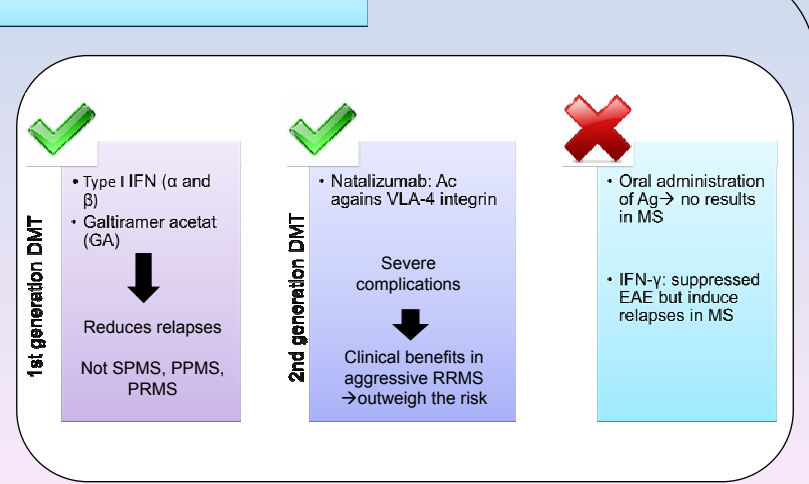 1st generation DMT
• Type I IFN (α and
β)
• Galtiramer acetat
(GA)
Reduces relapses
Not SPMS, PPMS,
PRMS
2nd generation DMT
• Natalizumab: Ac
agains VLA-4 integrin
Severe
complications
Clinical benefits in
aggressive RRMS
→outweigh the risk
• Oral administration
of Ag→ no results
in MS
• IFN-γ: suppressed
EAE but induce
relapses in MS